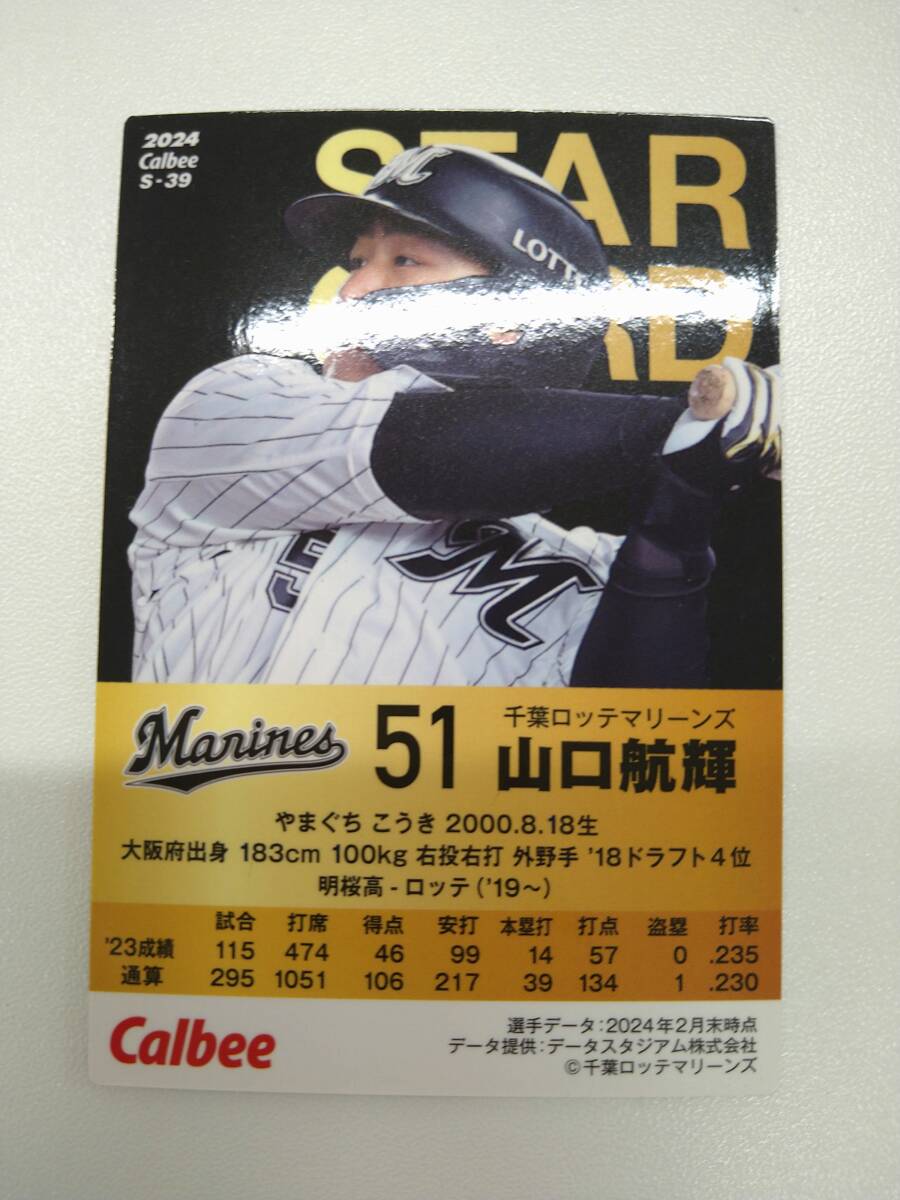 2024
Calbee
S-39
STAR
CARD
M
LOTTE
5
M
Marines
51
千葉ロッテマリーンズ
山口航輝
やまぐち こうき 2000.8.18生
大阪府出身 183cm 100kg 右投右打 外野手 '18ドラフト4位
明桜高 - ロッテ ('19~)
試合 打席 得点 安打 本塁打 打点 盗塁 打率
'23成績 115 474 46 99 14 57 0 .235
通算 295 1051 106 217 39 134 1 .230
Calbee
選手データ:2024年2月末時点
データ提供:データスタジアム株式会社
©千葉ロッテマリーンズ